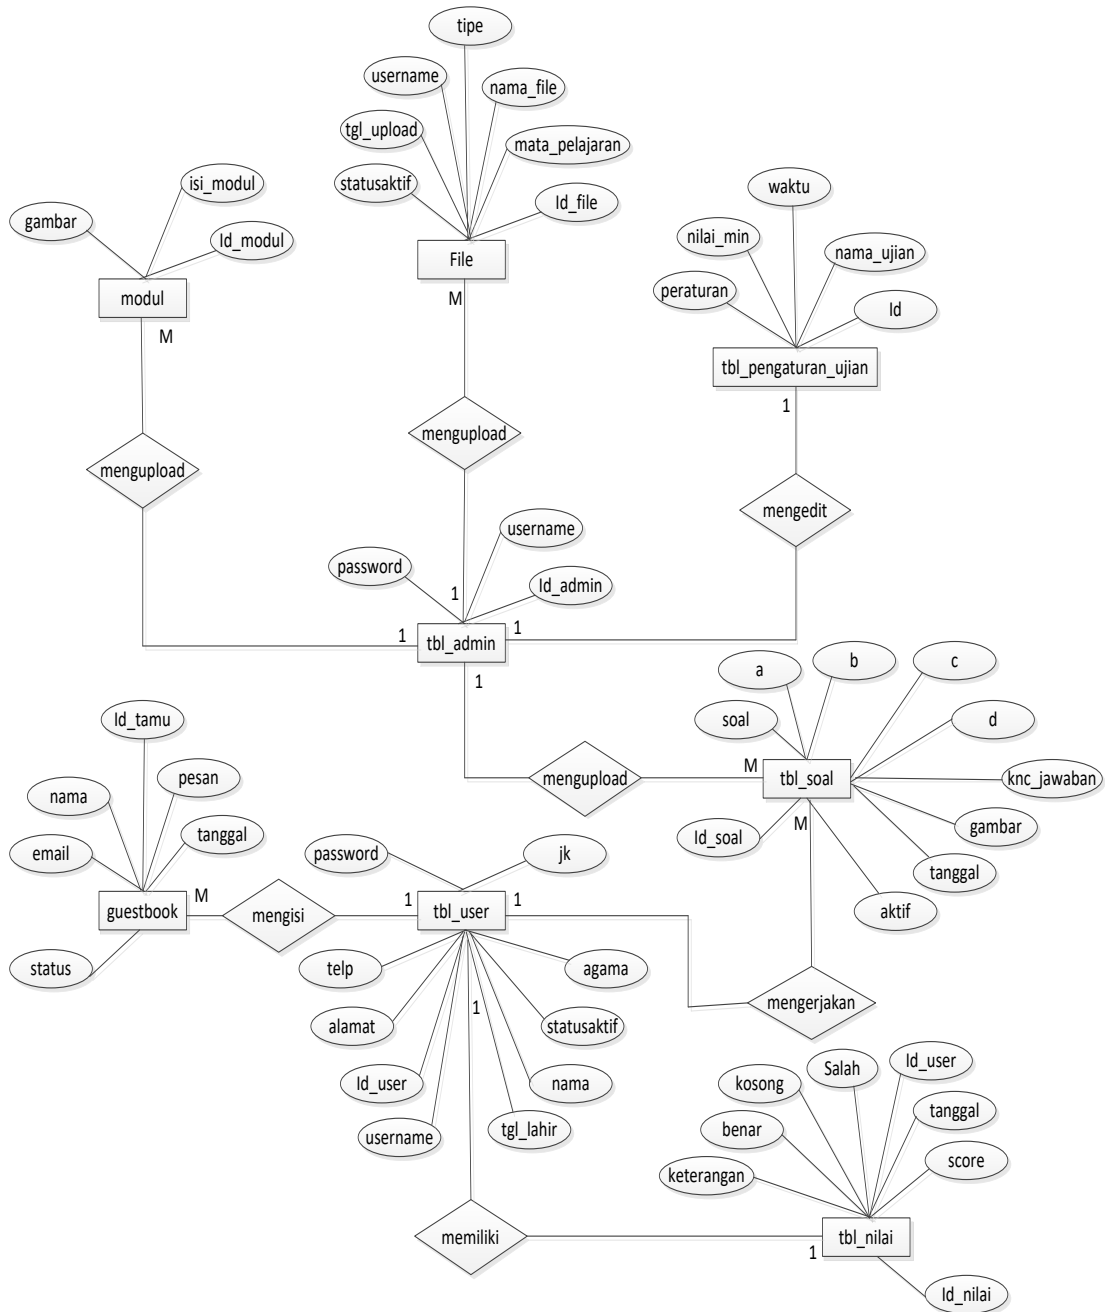 tipe
username
nama_file
tgl_upload
mata_pelajaran
statusaktif
Id_file
File
M
isi_modul
gambar
Id_modul
modul
M
waktu
nilai_min
nama_ujian
peraturan
Id
tbl_pengaturan_ujian
1
mengupload
mengupload
mengedit
username
password
Id_admin
1
1
tbl_admin
1
1
a
b
c
soal
d
mengupload
M
tbl_soal
knc_jawaban
M
Id_soal
gambar
tanggal
aktif
Id_tamu
pesan
nama
tanggal
email
guestbook
M
mengisi
status
password
jk
1
tbl_user
1
telp
agama
1
alamat
statusaktif
Id_user
nama
username
tgl_lahir
mengerjakan
memiliki
Salah
Id_user
kosong
tanggal
benar
score
keterangan
tbl_nilai
1
Id_nilai